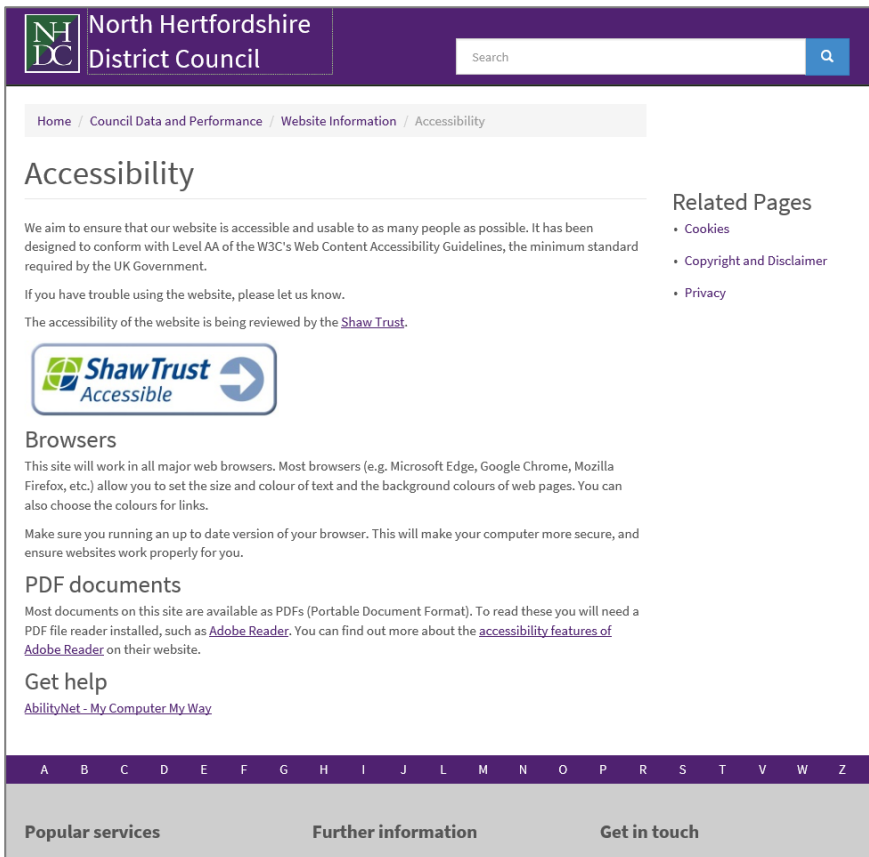 NH
DC
North Hertfordshire
District Council
Search
Home / Council Data and Performance / Website Information / Accessibility
Accessibility
We aim to ensure that our website is accessible and usable to as many people as possible. It has been
designed to conform with Level AA of the W3C's Web Content Accessibility Guidelines, the minimum standard
required by the UK Government.
If you have trouble using the website, please let us know.
The accessibility of the website is being reviewed by the Shaw Trust.
ShawTrust
Accessible
Browsers
This site will work in all major web browsers. Most browsers (e.g. Microsoft Edge, Google Chrome, Mozilla
Firefox, etc.) allow you to set the size and colour of text and the background colours of web pages. You can
also choose the colours for links.
Make sure you running an up to date version of your browser. This will make your computer more secure, and
ensure websites work properly for you.
PDF documents
Most documents on this site are available as PDFs (Portable Document Format). To read these you will need a
PDF file reader installed, such as Adobe Reader. You can find out more about the accessibility features of
Adobe Reader on their website.
Get help
AbilityNet - My Computer My Way
Related Pages
• Cookies
• Copyright and Disclaimer
• Privacy
A B C D E F G H I J L M N O P R S T V W Z
Popular services
Further information
Get in touch